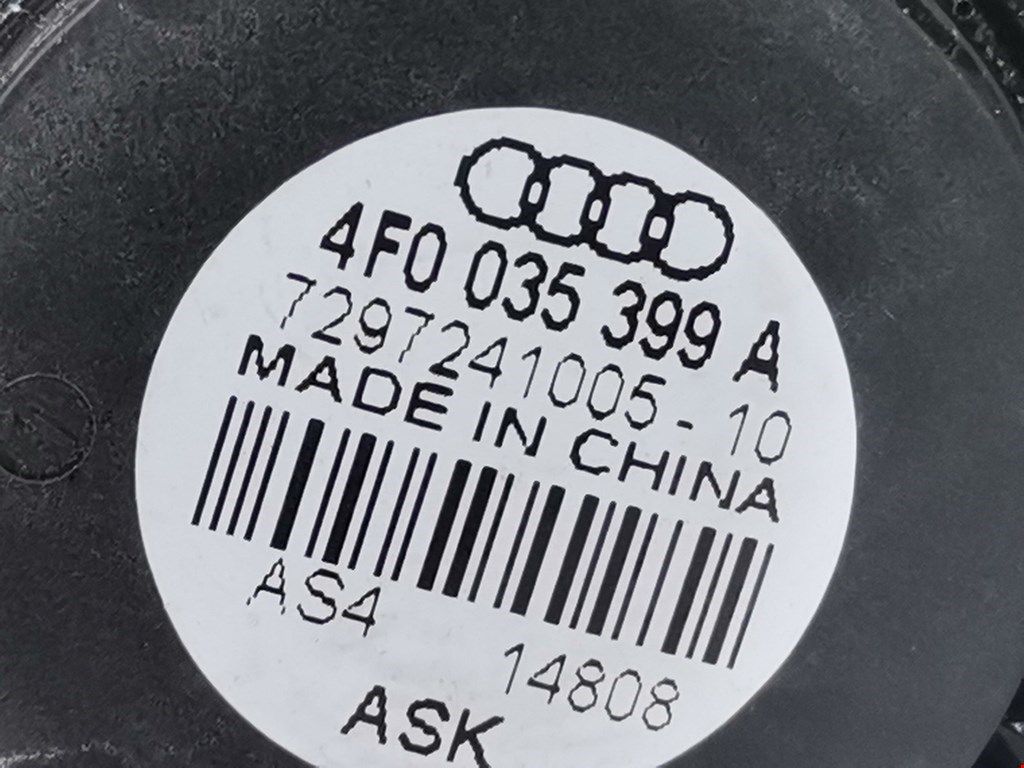 4F0 035 399 A
7297241005-10
MADE IN CHINA
AS4
14808
ASK